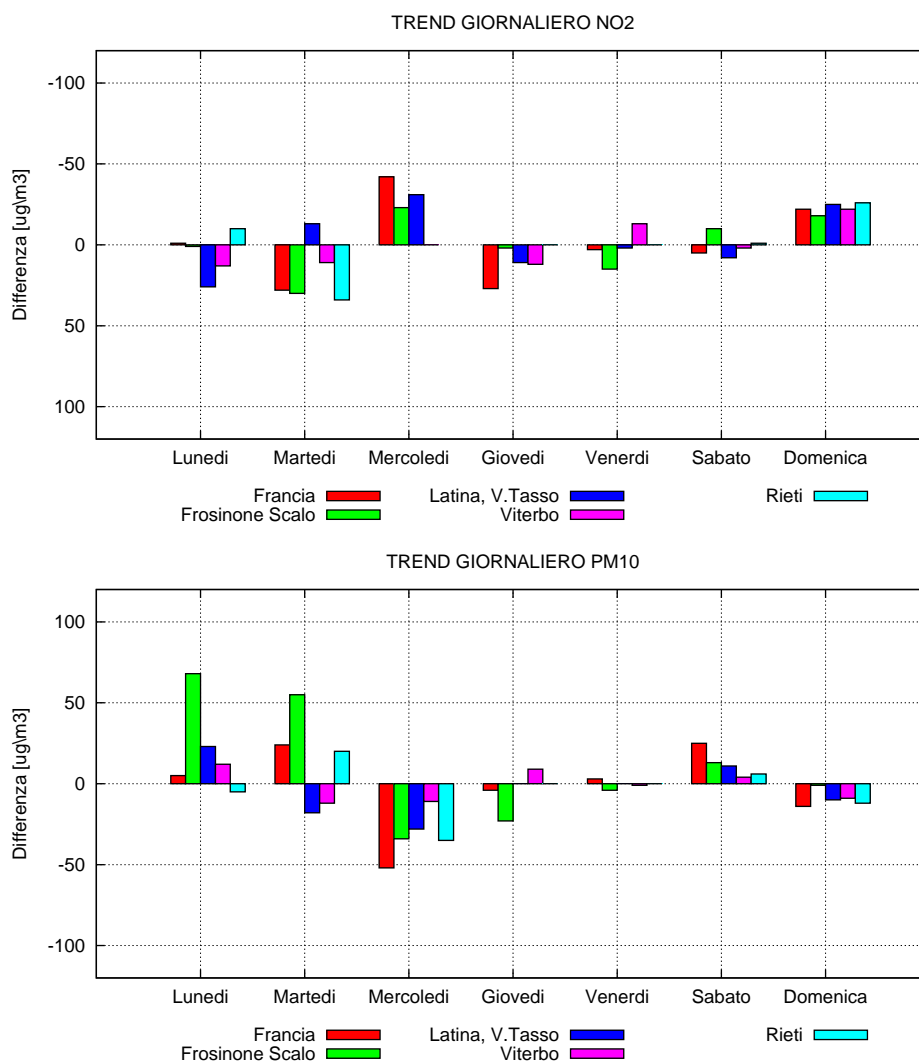 TREND GIORNALIERO NO2
-100
-50
0
50
100
Differenza [ug\m3]
Lunedi Martedi Mercoledi Giovedi Venerdi Sabato Domenica
Francia Latina, V.Tasso Rieti
Frosinone Scalo Viterbo
TREND GIORNALIERO PM10
100
50
0
-50
-100
Differenza [ug\m3]
Lunedi Martedi Mercoledi Giovedi Venerdi Sabato Domenica
Francia Latina, V.Tasso Rieti
Frosinone Scalo Viterbo